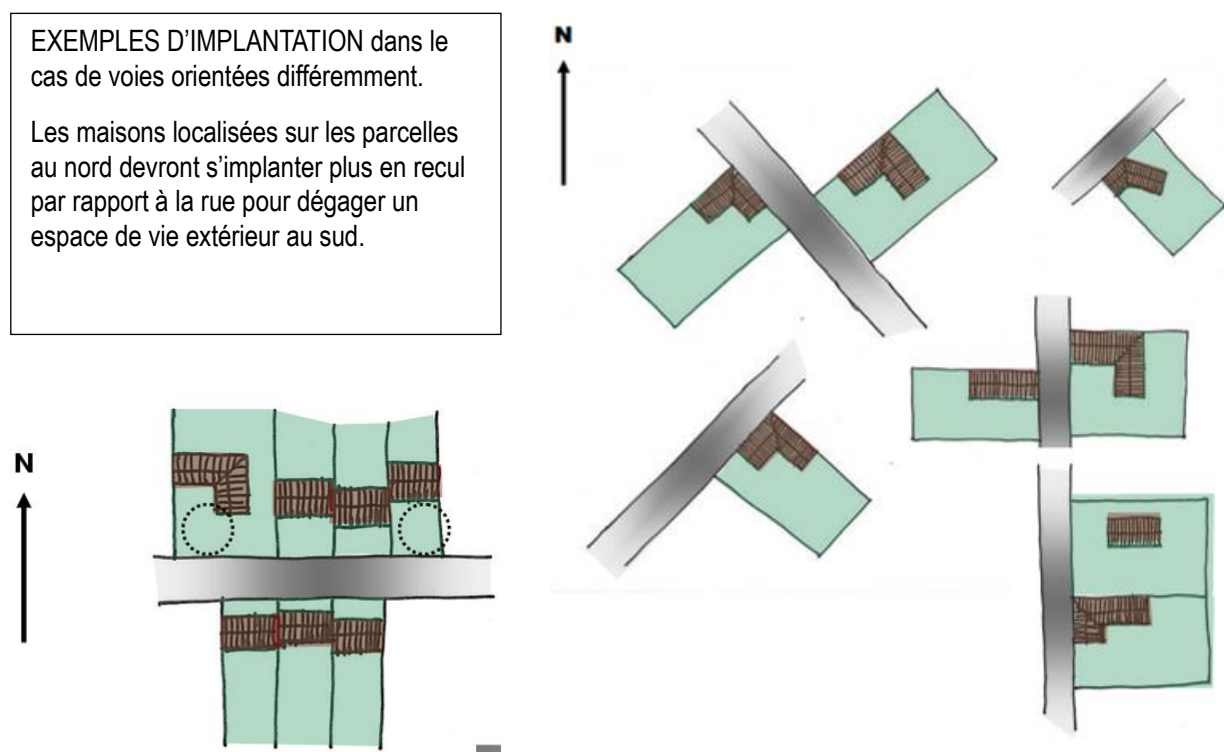 EXEMPLES D'IMPLANTATION dans le
cas de voies orientées différemment.
Les maisons localisées sur les parcelles
au nord devront s'implanter plus en recul
par rapport à la rue pour dégager un
espace de vie extérieur au sud.
N
N